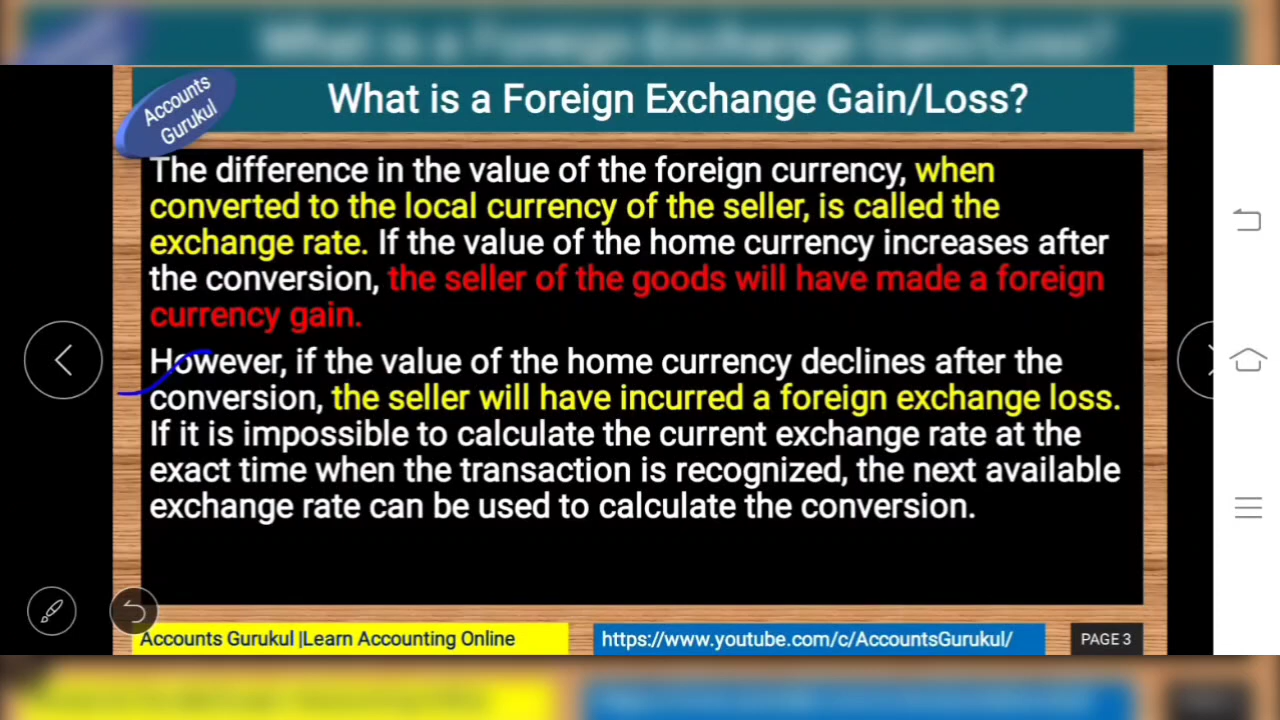 What is a Foreign Exchange Gain/Loss?
Accounts
Gurukul
What is a Foreign Exchange Gain/Loss?
The difference in the value of the foreign currency, when
converted to the local currency of the seller, is called the
exchange rate. If the value of the home currency increases after
the conversion, the seller of the goods will have made a foreign
currency gain.
However, if the value of the home currency declines after the
conversion, the seller will have incurred a foreign exchange loss.
If it is impossible to calculate the current exchange rate at the
exact time when the transaction is recognized, the next available
exchange rate can be used to calculate the conversion.
Accounts Gurukul |Learn Accounting Online
https://www.youtube.com/c/AccountsGurukul/
PAGE 3